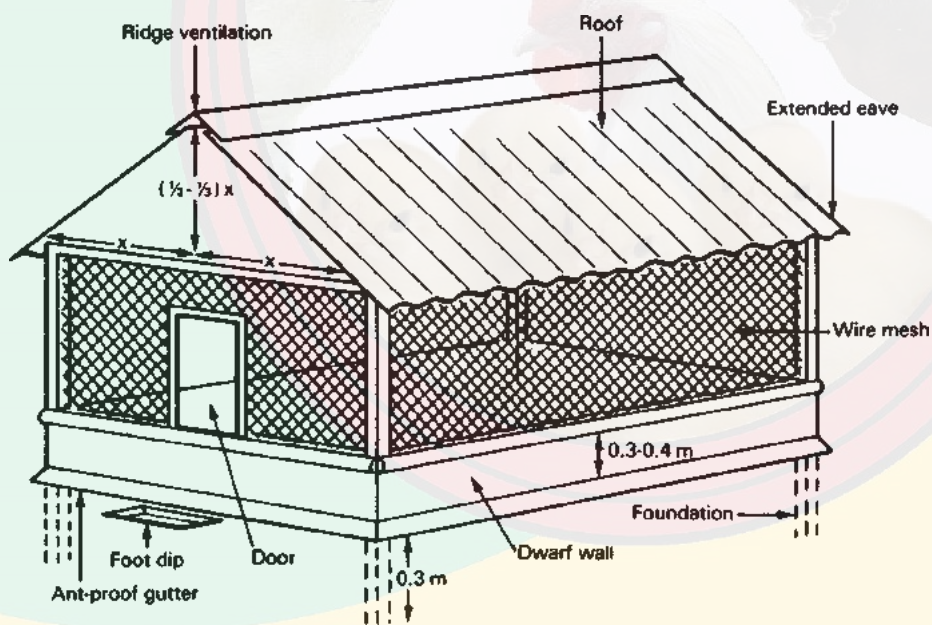 Ridge ventilation
Roof
Extended eave
(½ - ⅓) x
x
x
Wire mesh
0.3-0.4 m
Foundation
Dwarf wall
Door
Foot dip
0.3 m
Ant-proof gutter